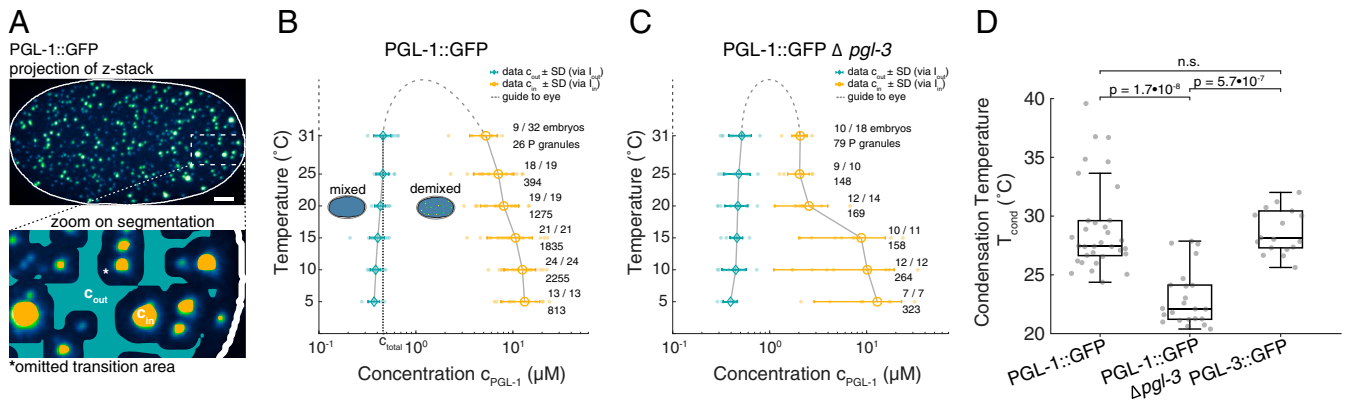 A
PGL-1::GFP
projection of z-stack
zoom on segmentation
*
c_out
c_in
*omitted transition area
B
PGL-1::GFP
data c_out ± SD (via I_out)
data c_in ± SD (via I_in)
guide to eye
Temperature (°C)
31
25
20
15
10
5
mixed
demixed
9 / 32 embryos
26 P granules
18 / 19
394
19 / 19
1275
21 / 21
1835
24 / 24
2255
13 / 13
813
10^-1
c_total
10^0
10^1
Concentration c_PGL-1 (μM)
C
PGL-1::GFP Δ pgl-3
data c_out ± SD (via I_out)
data c_in ± SD (via I_in)
guide to eye
Temperature (°C)
31
25
20
15
10
5
10 / 18 embryos
79 P granules
9 / 10
148
12 / 14
169
10 / 11
158
12 / 12
264
7 / 7
323
10^-1
10^0
10^1
Concentration c_PGL-1 (μM)
D
n.s.
p = 1.7•10^-8
p = 5.7•10^-7
Condensation Temperature
T_cond (°C)
40
35
30
25
20
PGL-1::GFP
PGL-1::GFP
Δpgl-3
PGL-3::GFP